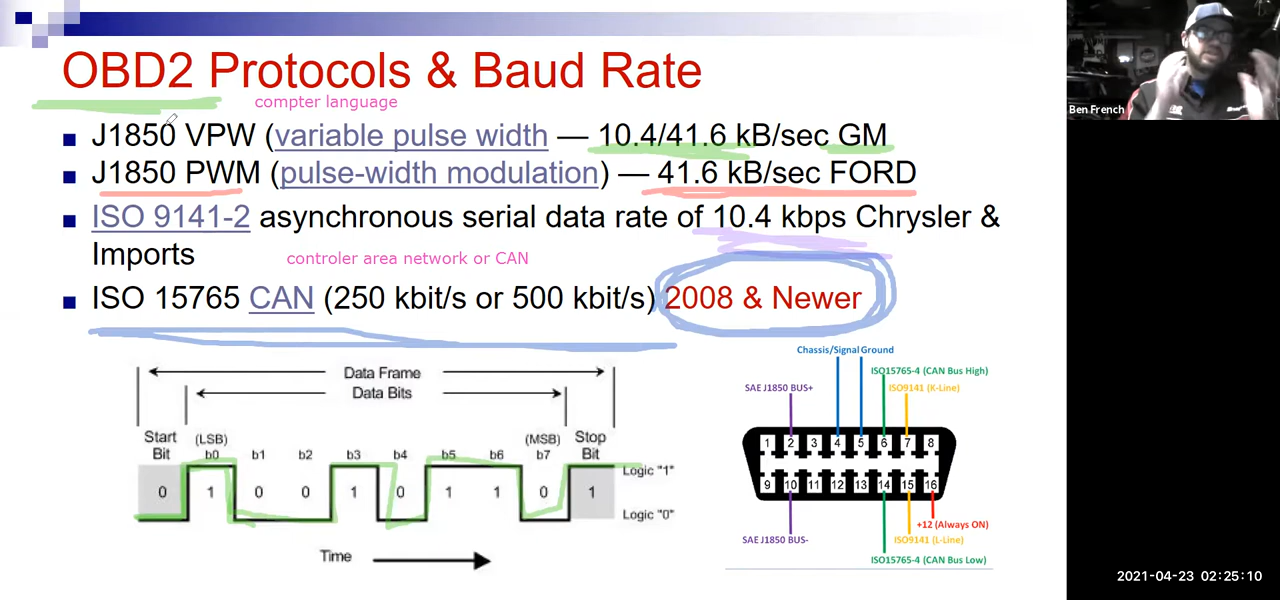 OBD2 Protocols & Baud Rate
compter language
■ J1850 VPW (variable pulse width — 10.4/41.6 kB/sec GM
■ J1850 PWM (pulse-width modulation) — 41.6 kB/sec FORD
■ ISO 9141-2 asynchronous serial data rate of 10.4 kbps Chrysler &
Imports
controler area network or CAN
■ ISO 15765 CAN (250 kbit/s or 500 kbit/s) 2008 & Newer
Data Frame
Data Bits
Start Bit
(LSB) b0 b1 b2 b3 b4 b5 b6 (MSB) b7
Stop Bit
0 1 0 0 1 0 1 1 0 1
Logic "1"
Logic "0"
Time
Chassis/Signal Ground
ISO15765-4 (CAN Bus High)
SAE J1850 BUS+
ISO9141 (K-Line)
1 2 3 4 5 6 7 8
9 10 11 12 13 14 15 16
+12 (Always ON)
SAE J1850 BUS-
ISO9141 (L-Line)
ISO15765-4 (CAN Bus Low)
Ben French
2021-04-23 02:25:10